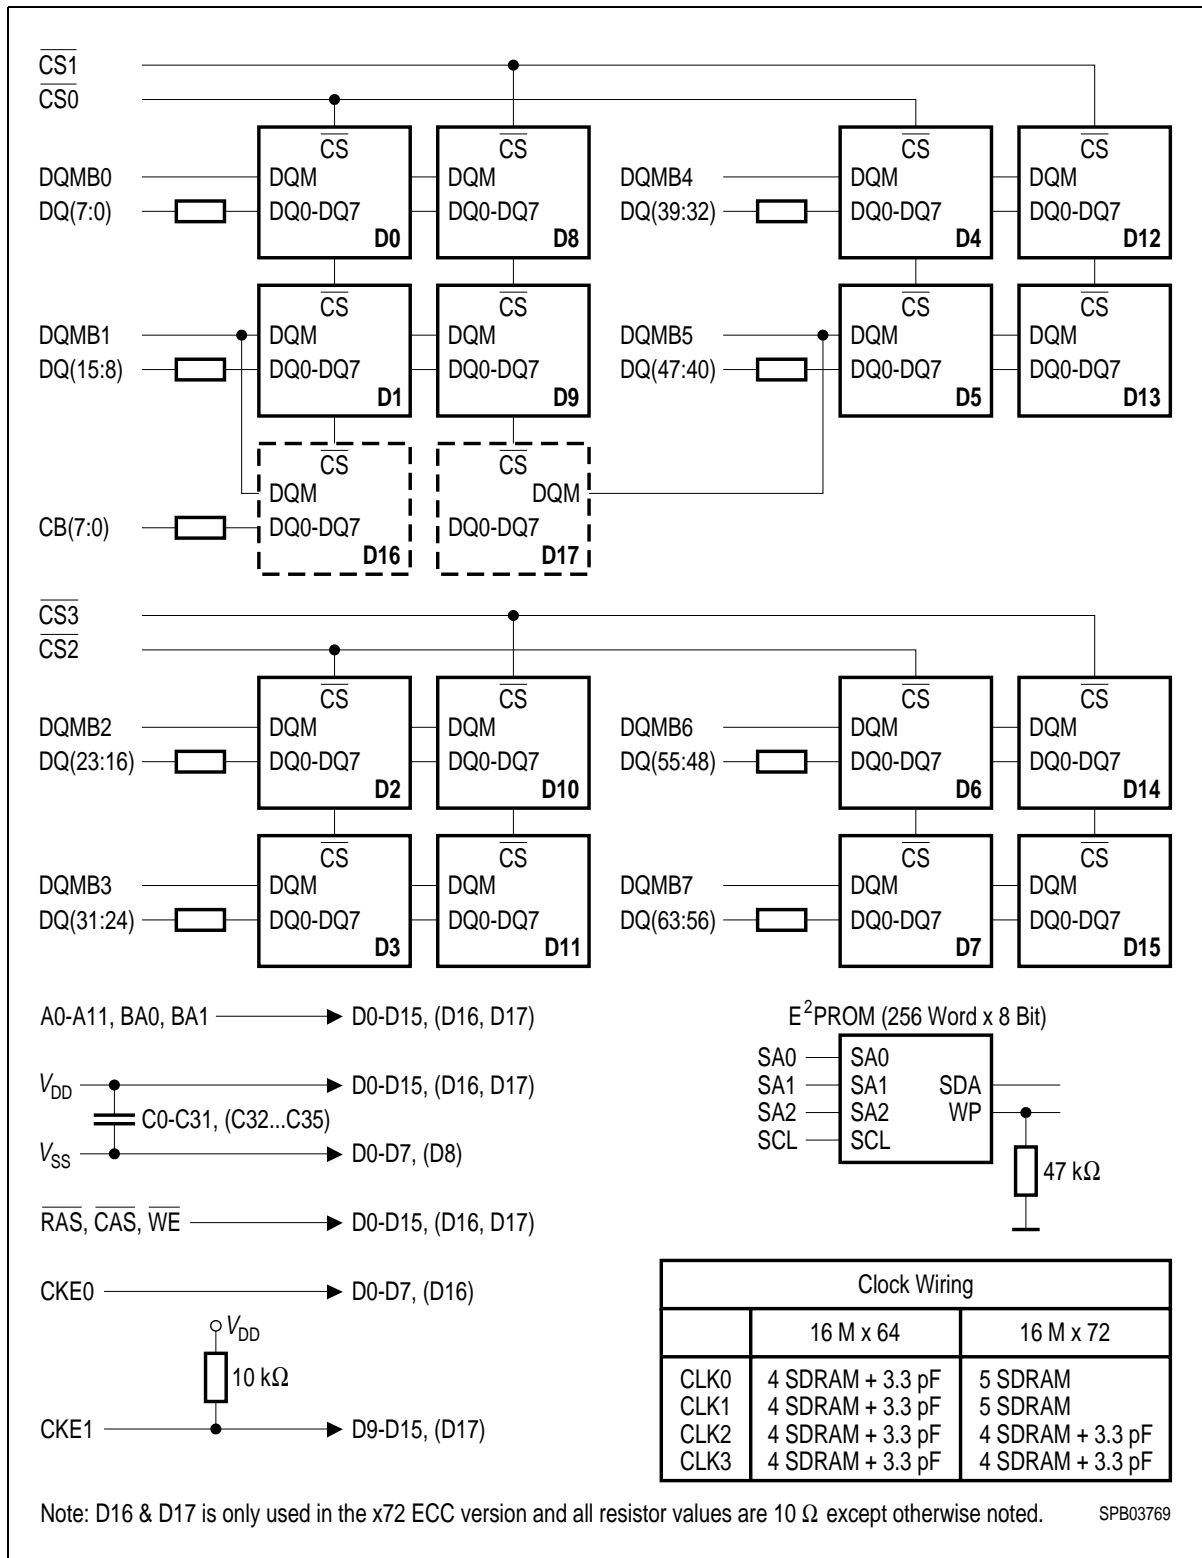 CS1
CS0
CS CS CS CS
DQMB0 DQM DQM DQMB4 DQM DQM
DQ(7:0) DQ0-DQ7 DQ0-DQ7 DQ(39:32) DQ0-DQ7 DQ0-DQ7
D0 D8 D4 D12
CS CS CS CS
DQMB1 DQM DQM DQMB5 DQM DQM
DQ(15:8) DQ0-DQ7 DQ0-DQ7 DQ(47:40) DQ0-DQ7 DQ0-DQ7
D1 D9 D5 D13
CS CS
DQM DQM
CB(7:0) DQ0-DQ7 DQ0-DQ7
D16 D17
CS3
CS2
CS CS CS CS
DQMB2 DQM DQM DQMB6 DQM DQM
DQ(23:16) DQ0-DQ7 DQ0-DQ7 DQ(55:48) DQ0-DQ7 DQ0-DQ7
D2 D10 D6 D14
CS CS CS CS
DQMB3 DQM DQM DQMB7 DQM DQM
DQ(31:24) DQ0-DQ7 DQ0-DQ7 DQ(63:56) DQ0-DQ7 DQ0-DQ7
D3 D11 D7 D15
A0-A11, BA0, BA1 D0-D15, (D16, D17)
VDD D0-D15, (D16, D17)
C0-C31, (C32...C35)
VSS D0-D7, (D8)
RAS, CAS, WE D0-D15, (D16, D17)
CKE0 D0-D7, (D16)
VDD
10 kΩ
CKE1 D9-D15, (D17)
E²PROM (256 Word x 8 Bit)
SA0 SA0
SA1 SA1 SDA
SA2 SA2 WP
SCL SCL
47 kΩ
Clock Wiring
16 M x 64 16 M x 72
CLK0 4 SDRAM + 3.3 pF 5 SDRAM
CLK1 4 SDRAM + 3.3 pF 5 SDRAM
CLK2 4 SDRAM + 3.3 pF 4 SDRAM + 3.3 pF
CLK3 4 SDRAM + 3.3 pF 4 SDRAM + 3.3 pF
Note: D16 & D17 is only used in the x72 ECC version and all resistor values are 10 Ω except otherwise noted. SPB03769